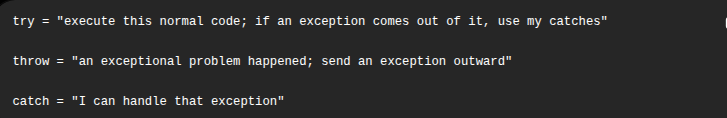 try = "execute this normal code; if an exception comes out of it, use my catches"
throw = "an exceptional problem happened; send an exception outward"
catch = "I can handle that exception"